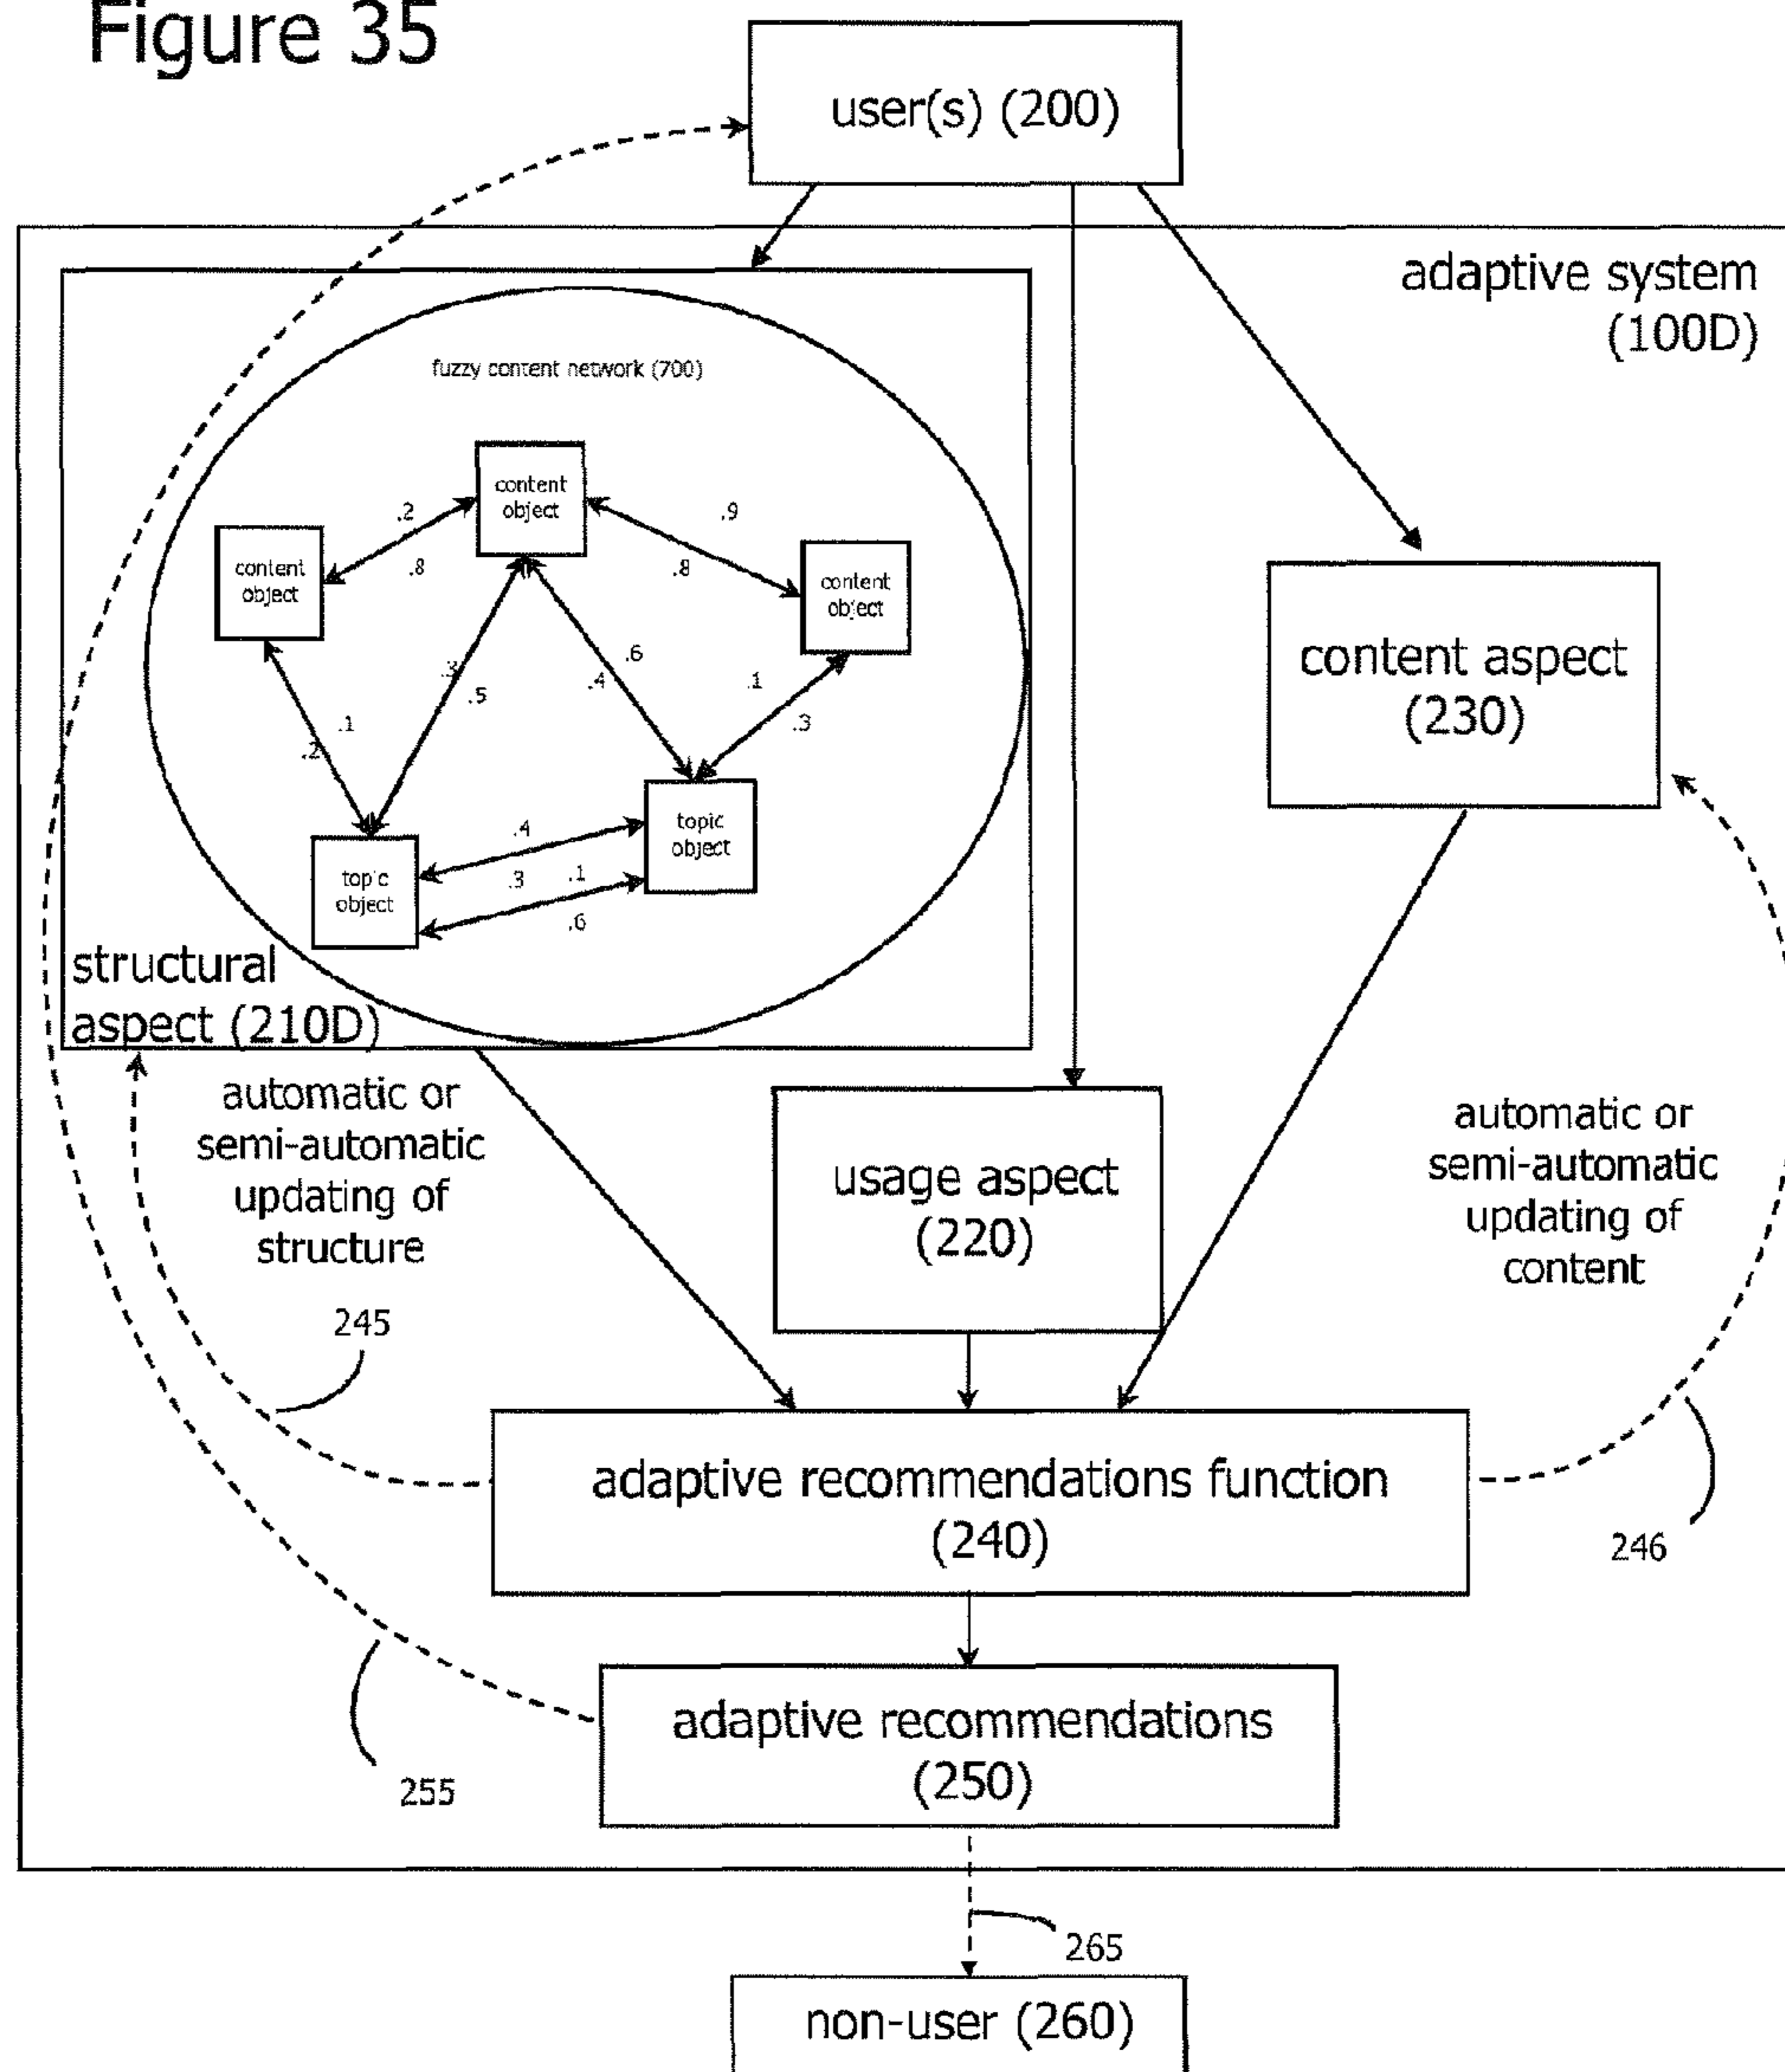 Figure 35
user(s) (200)
adaptive system
(100D)
fuzzy content network (700)
content
object
.2
.9
content
object
.8
.8
content
object
.3
.6
.5
.4
.1
.1
.3
.2
topic
object
.4
topic
object
.3
.1
.6
structural
aspect (210D)
content aspect
(230)
automatic or
semi-automatic
updating of
structure
usage aspect
(220)
automatic or
semi-automatic
updating of
content
245
adaptive recommendations function
(240)
246
adaptive recommendations
(250)
255
265
non-user (260)